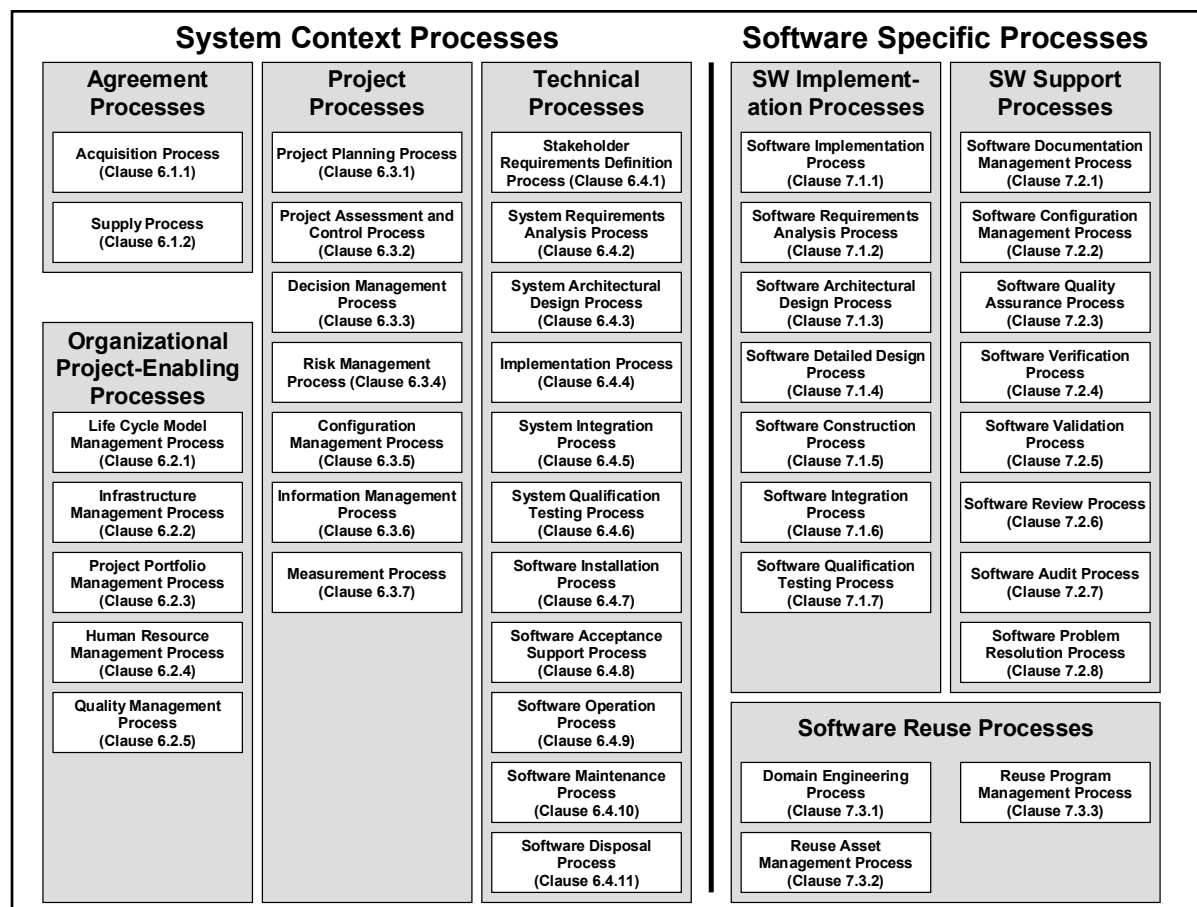 System Context Processes
Agreement
Processes
Acquisition Process
(Clause 6.1.1)
Supply Process
(Clause 6.1.2)
Organizational
Project-Enabling
Processes
Life Cycle Model
Management Process
(Clause 6.2.1)
Infrastructure
Management Process
(Clause 6.2.2)
Project Portfolio
Management Process
(Clause 6.2.3)
Human Resource
Management Process
(Clause 6.2.4)
Quality Management
Process
(Clause 6.2.5)
Project
Processes
Project Planning Process
(Clause 6.3.1)
Project Assessment and
Control Process
(Clause 6.3.2)
Decision Management
Process
(Clause 6.3.3)
Risk Management
Process (Clause 6.3.4)
Configuration
Management Process
(Clause 6.3.5)
Information Management
Process
(Clause 6.3.6)
Measurement Process
(Clause 6.3.7)
Technical
Processes
Stakeholder
Requirements Definition
Process (Clause 6.4.1)
System Requirements
Analysis Process
(Clause 6.4.2)
System Architectural
Design Process
(Clause 6.4.3)
Implementation Process
(Clause 6.4.4)
System Integration
Process
(Clause 6.4.5)
System Qualification
Testing Process
(Clause 6.4.6)
Software Installation
Process
(Clause 6.4.7)
Software Acceptance
Support Process
(Clause 6.4.8)
Software Operation
Process
(Clause 6.4.9)
Software Maintenance
Process
(Clause 6.4.10)
Software Disposal
Process
(Clause 6.4.11)
Software Specific Processes
SW Implement-
ation Processes
Software Implementation
Process
(Clause 7.1.1)
Software Requirements
Analysis Process
(Clause 7.1.2)
Software Architectural
Design Process
(Clause 7.1.3)
Software Detailed Design
Process
(Clause 7.1.4)
Software Construction
Process
(Clause 7.1.5)
Software Integration
Process
(Clause 7.1.6)
Software Qualification
Testing Process
(Clause 7.1.7)
SW Support
Processes
Software Documentation
Management Process
(Clause 7.2.1)
Software Configuration
Management Process
(Clause 7.2.2)
Software Quality
Assurance Process
(Clause 7.2.3)
Software Verification
Process
(Clause 7.2.4)
Software Validation
Process
(Clause 7.2.5)
Software Review Process
(Clause 7.2.6)
Software Audit Process
(Clause 7.2.7)
Software Problem
Resolution Process
(Clause 7.2.8)
Software Reuse Processes
Domain Engineering
Process
(Clause 7.3.1)
Reuse Asset
Management Process
(Clause 7.3.2)
Reuse Program
Management Process
(Clause 7.3.3)